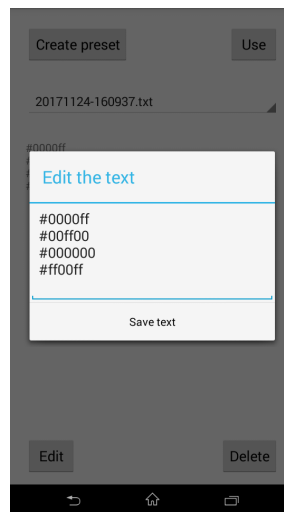 Create preset
Use
20171124-160937.txt
#0000ff
Edit the text
#0000ff
#00ff00
#000000
#ff00ff
Save text
Edit
Delete